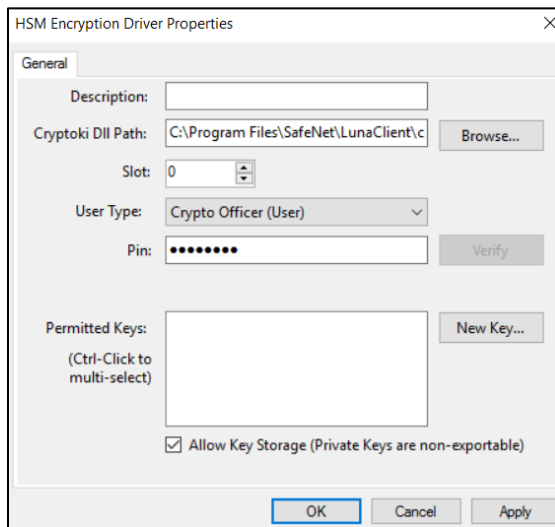 HSM Encryption Driver Properties
General
Description:
Cryptoki Dll Path: C:\Program Files\SafeNet\LunaClient\c Browse...
Slot: 0
User Type: Crypto Officer (User)
Pin: ●●●●●●●● Verify
Permitted Keys: New Key...
(Ctrl-Click to
multi-select)
Allow Key Storage (Private Keys are non-exportable)
OK Cancel Apply